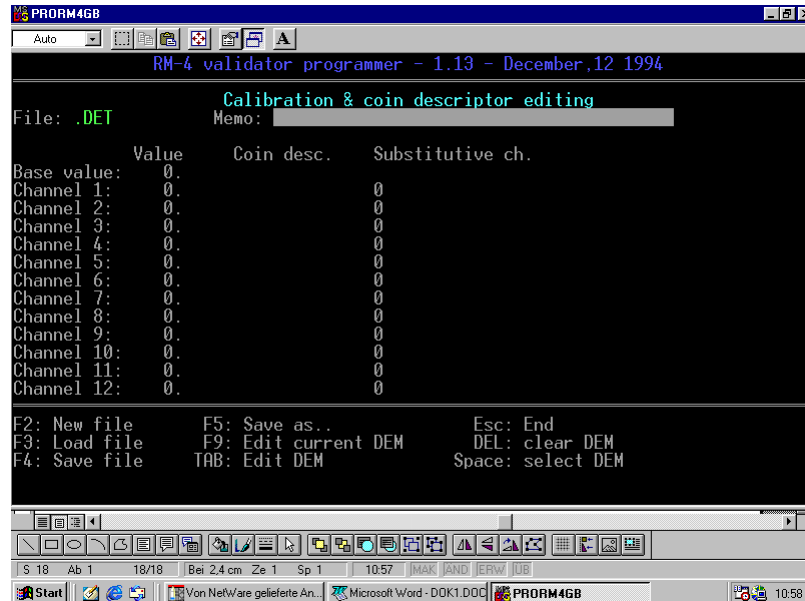 PRORM4GB
Auto
A
RM-4 validator programmer - 1.13 - December,12 1994
Calibration & coin descriptor editing
File: .DET Memo:
Value Coin desc. Substitutive ch.
Base value: 0.
Channel 1: 0. 0
Channel 2: 0. 0
Channel 3: 0. 0
Channel 4: 0. 0
Channel 5: 0. 0
Channel 6: 0. 0
Channel 7: 0. 0
Channel 8: 0. 0
Channel 9: 0. 0
Channel 10: 0. 0
Channel 11: 0. 0
Channel 12: 0. 0
F2: New file F5: Save as.. Esc: End
F3: Load file F9: Edit current DEM DEL: clear DEM
F4: Save file TAB: Edit DEM Space: select DEM
S 18 Ab 1 18/18 Bei 2,4 cm Ze 1 Sp 1 10:57 MAK ÄND ERW ÜB
Start Von NetWare gelieferte An... Microsoft Word - DOK1.DOC PRORM4GB 10:58